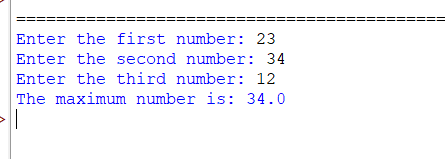 ===========================================
Enter the first number: 23
Enter the second number: 34
Enter the third number: 12
The maximum number is: 34.0
>